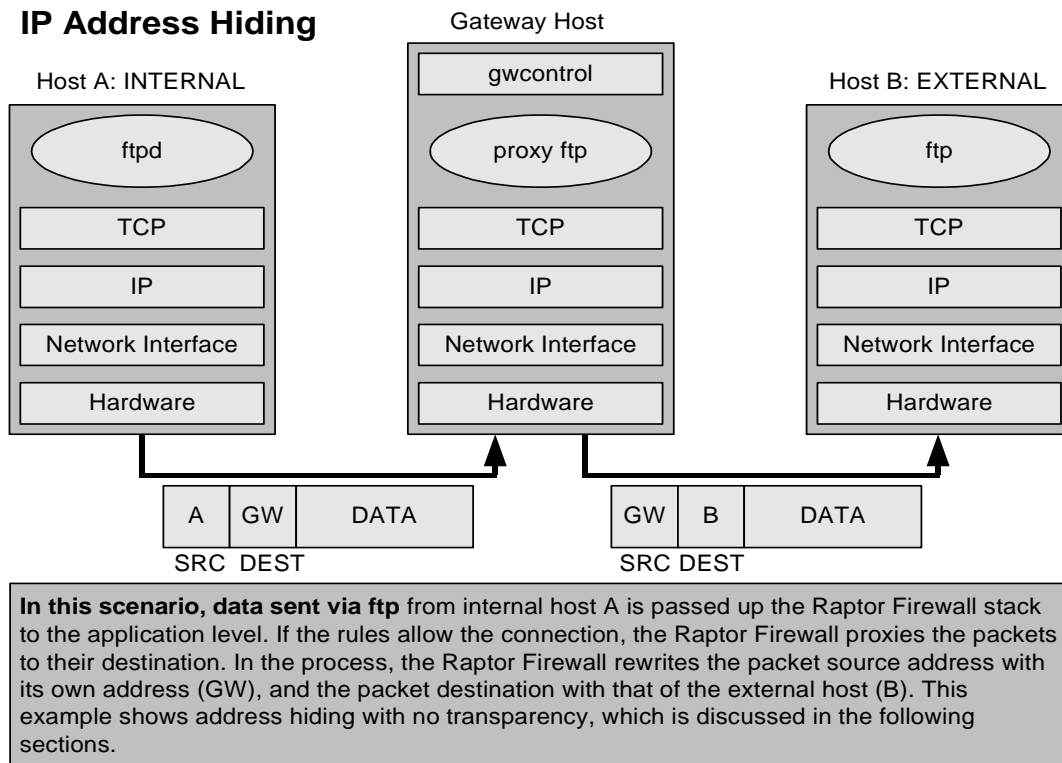 IP Address Hiding
Gateway Host
Host A: INTERNAL
Host B: EXTERNAL
gwcontrol
ftpd
proxy ftp
ftp
TCP
TCP
TCP
IP
IP
IP
Network Interface
Network Interface
Network Interface
Hardware
Hardware
Hardware
A GW DATA
SRC DEST
GW B DATA
SRC DEST
In this scenario, data sent via ftp from internal host A is passed up the Raptor Firewall stack
to the application level. If the rules allow the connection, the Raptor Firewall proxies the packets
to their destination. In the process, the Raptor Firewall rewrites the packet source address with
its own address (GW), and the packet destination with that of the external host (B). This
example shows address hiding with no transparency, which is discussed in the following
sections.